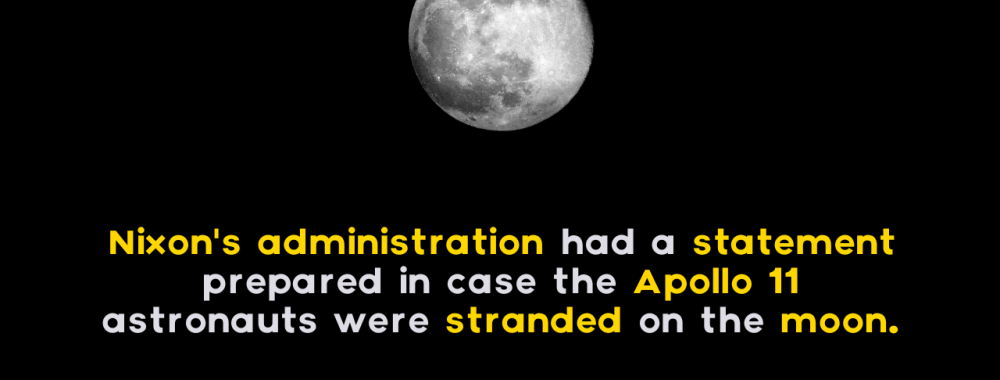 Nixon's administration had a statement
prepared in case the Apollo 11
astronauts were stranded on the moon.